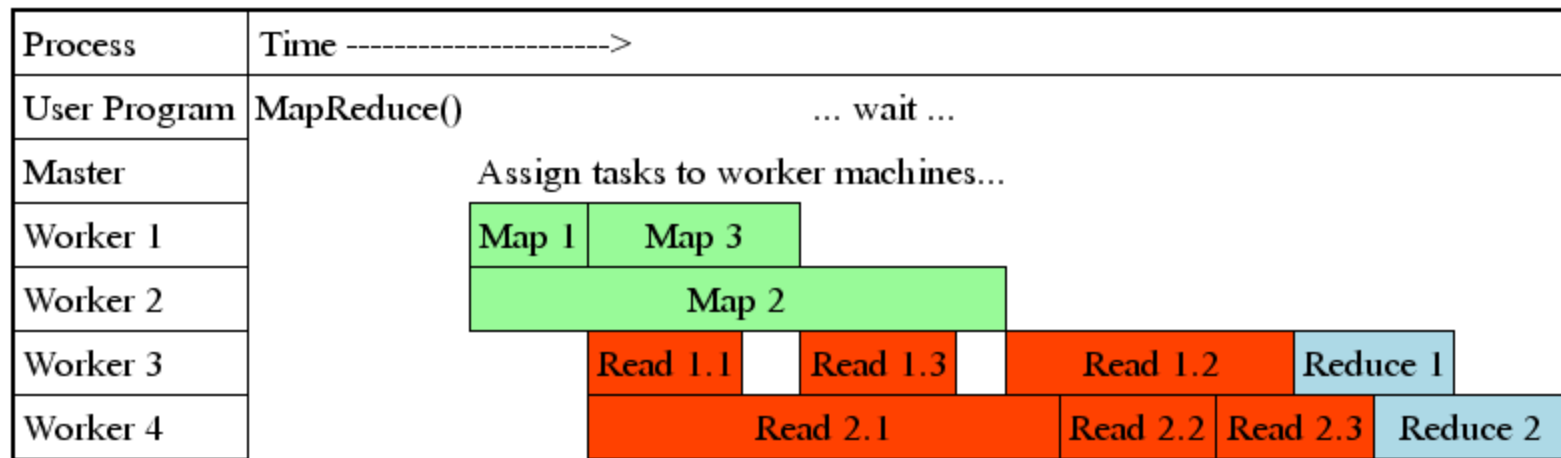 Process Time ---------------------->
User Program MapReduce() ... wait ...
Master Assign tasks to worker machines...
Worker 1 Map 1 Map 3
Worker 2 Map 2
Worker 3 Read 1.1 Read 1.3 Read 1.2 Reduce 1
Worker 4 Read 2.1 Read 2.2 Read 2.3 Reduce 2